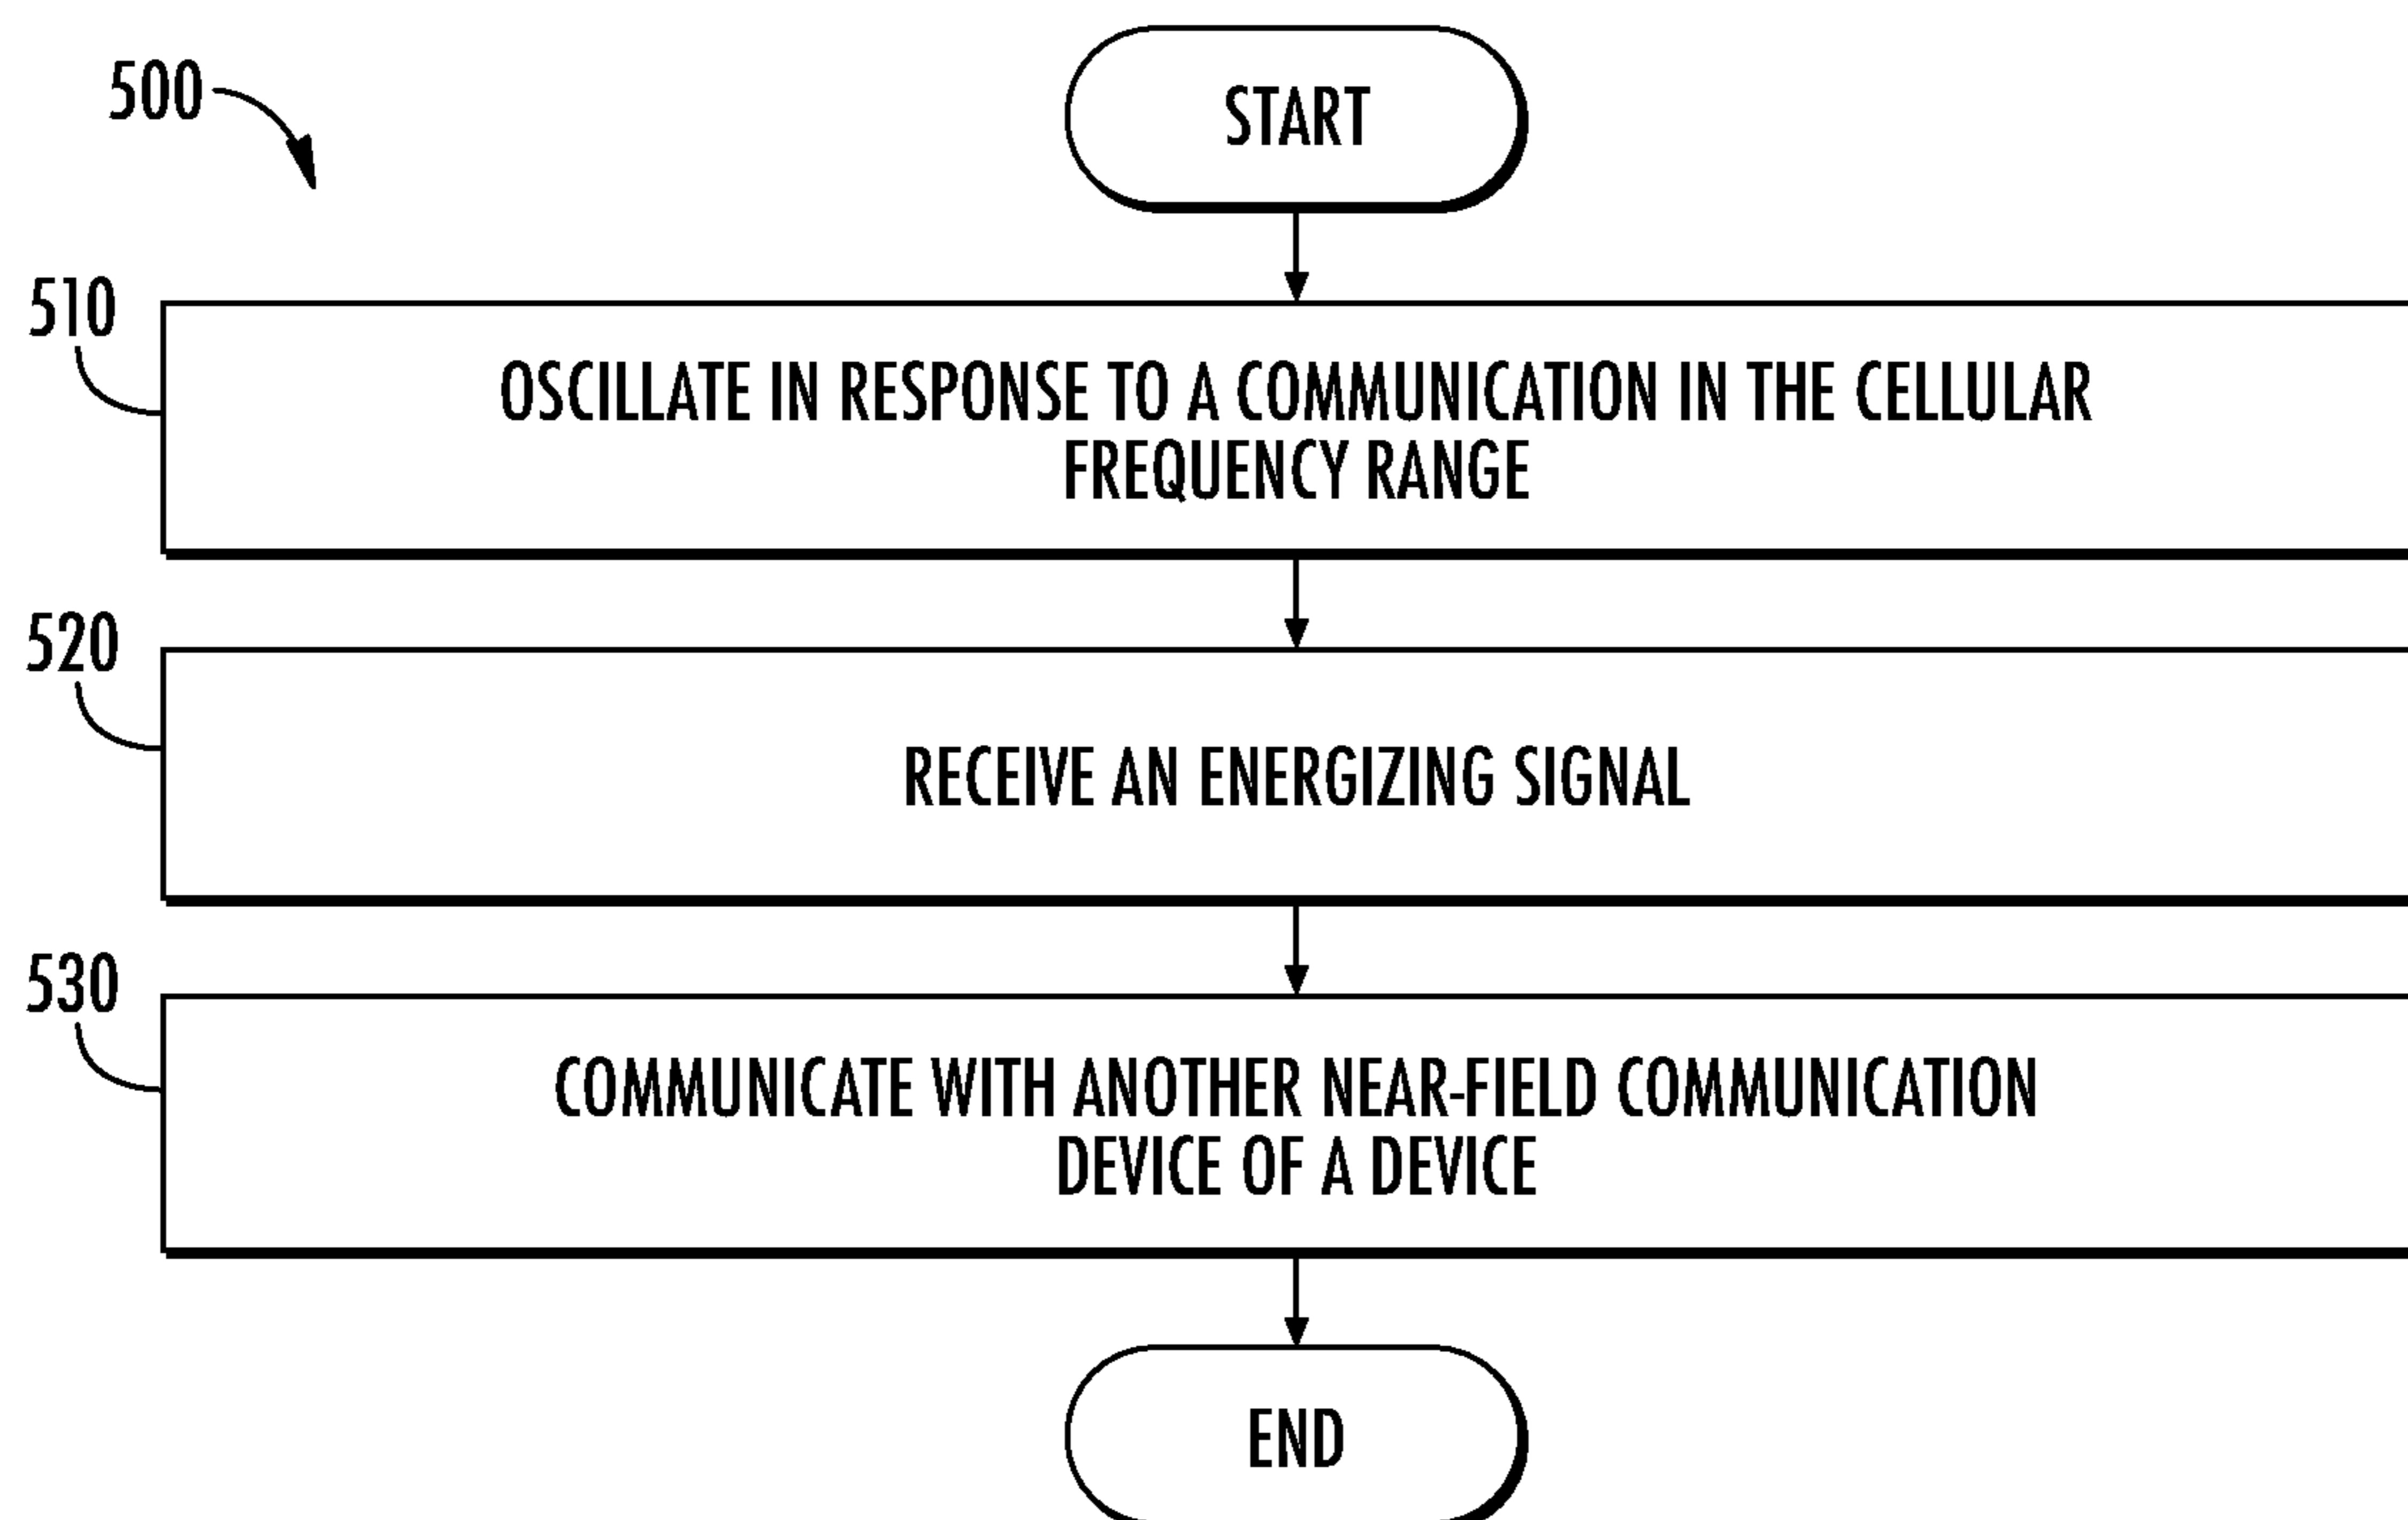 500
START
510
OSCILLATE IN RESPONSE TO A COMMUNICATION IN THE CELLULAR
FREQUENCY RANGE
520
RECEIVE AN ENERGIZING SIGNAL
530
COMMUNICATE WITH ANOTHER NEAR-FIELD COMMUNICATION
DEVICE OF A DEVICE
END